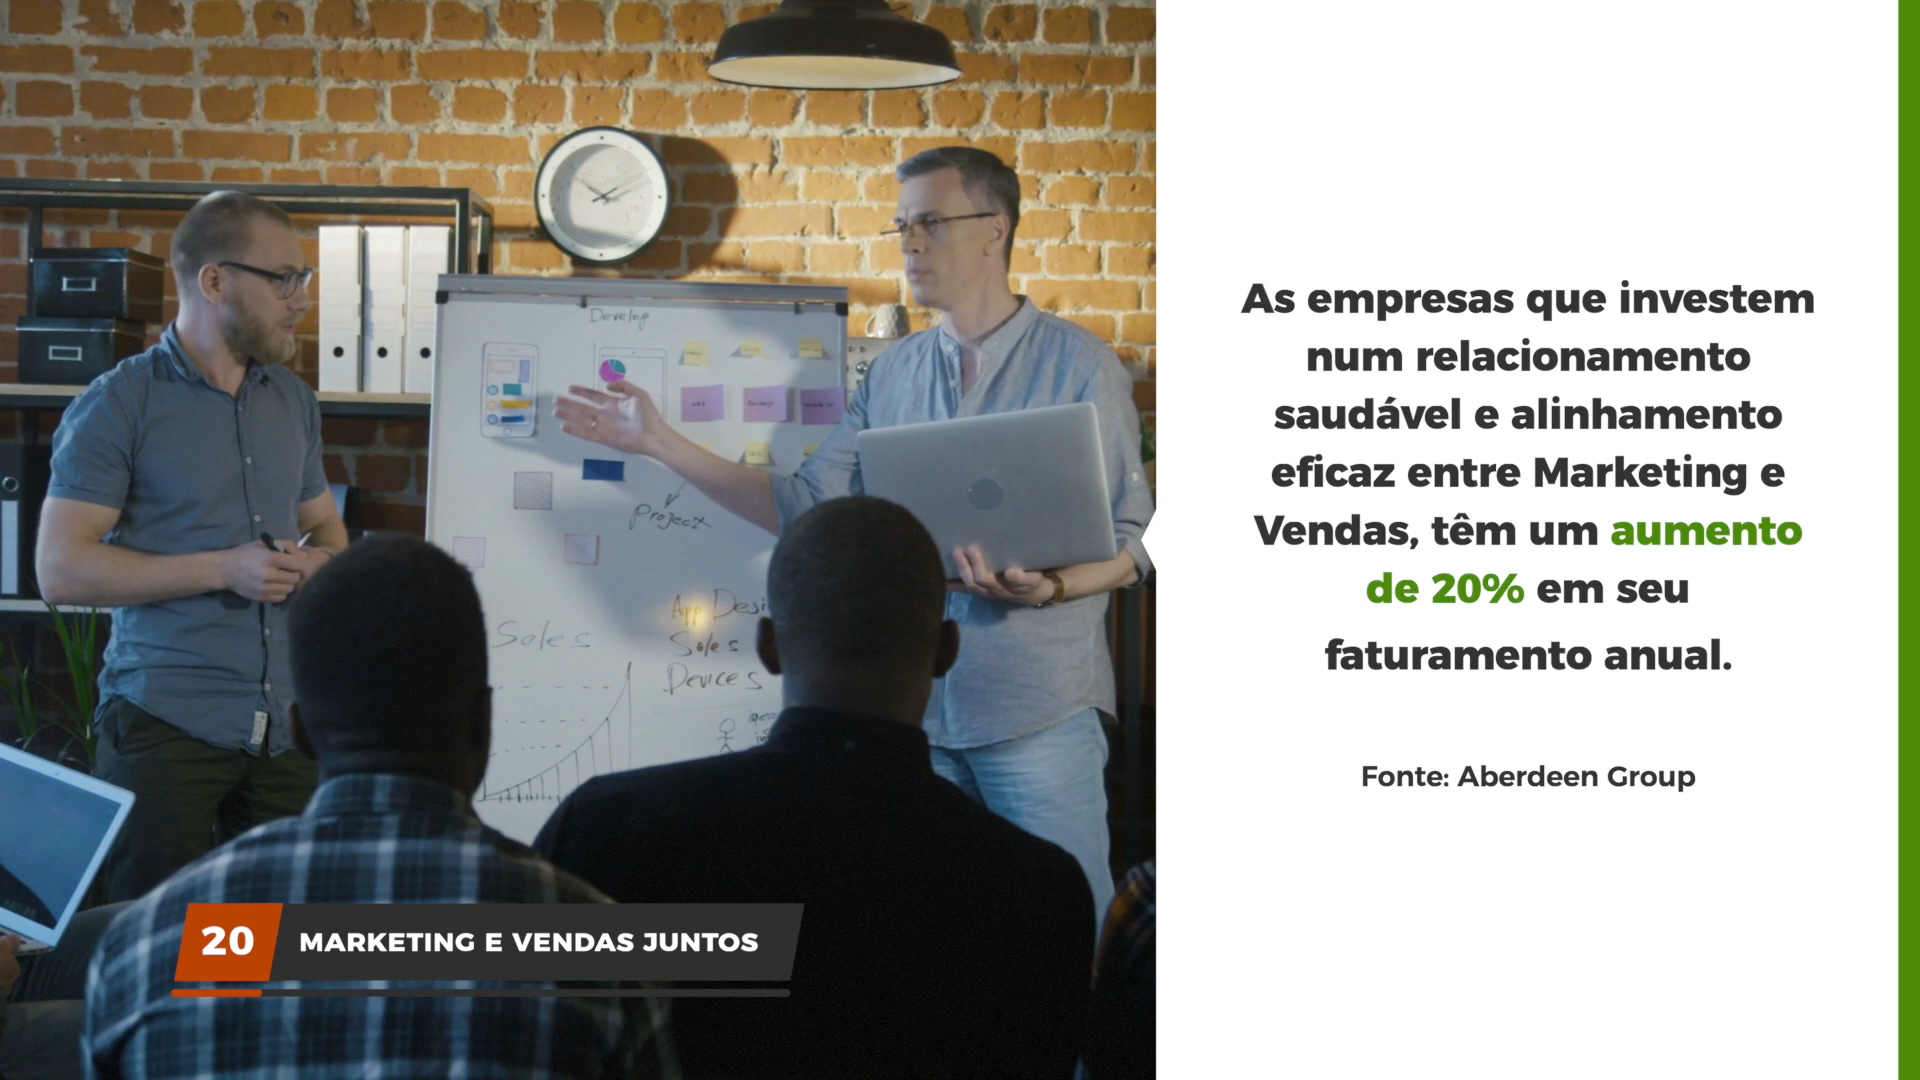 Develop
web
project
App Desi
Sales
Sales
Devices
20
MARKETING E VENDAS JUNTOS
As empresas que investem
num relacionamento
saudável e alinhamento
eficaz entre Marketing e
Vendas, têm um aumento
de 20% em seu
faturamento anual.
Fonte: Aberdeen Group